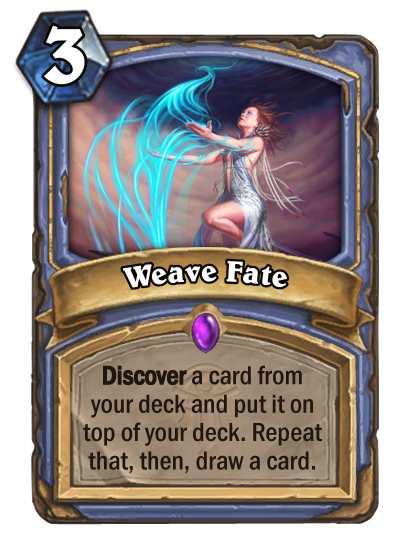 3
Weave Fate
Discover a card from
your deck and put it on
top of your deck. Repeat
that, then, draw a card.